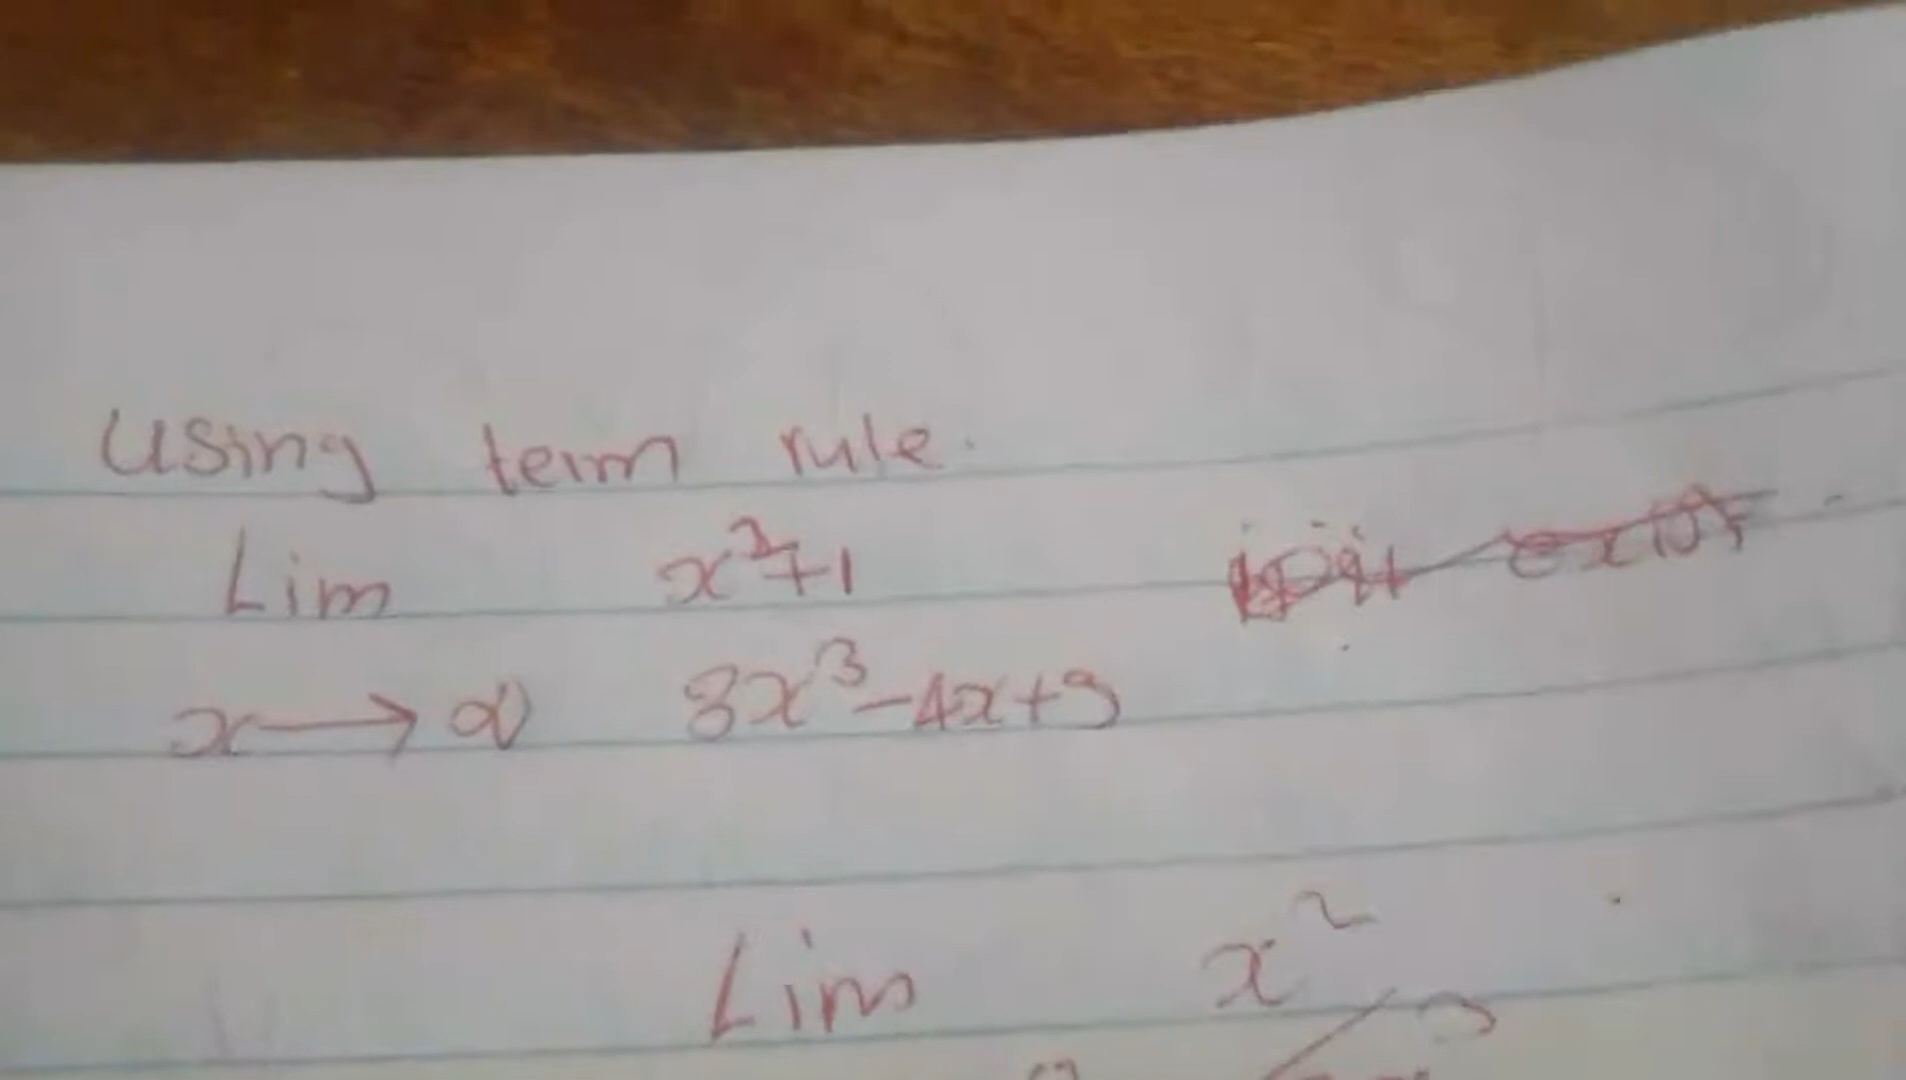 Using term rule.
Lim x²+1
x → ∞ 3x³-4x+9
Lim x²